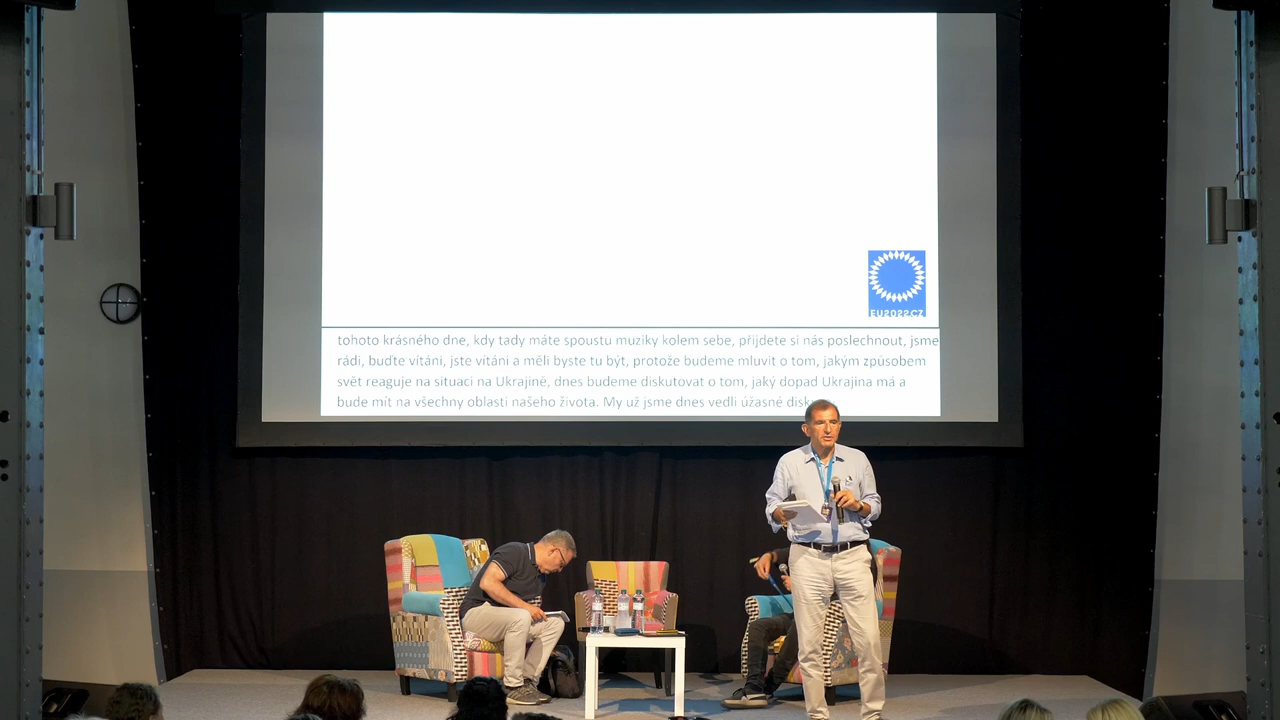 EU2022.CZ
tohoto krásného dne, kdy tady máte spoustu muziky kolem sebe, přijdete si nás poslechnout, jsme
rádi, buďte vítáni, jste vítáni a měli byste tu být, protože budeme mluvit o tom, jakým způsobem
svět reaguje na situaci na Ukrajině, dnes budeme diskutovat o tom, jaký dopad Ukrajina má a
bude mít na všechny oblasti našeho života. My už jsme dnes vedli úžasné